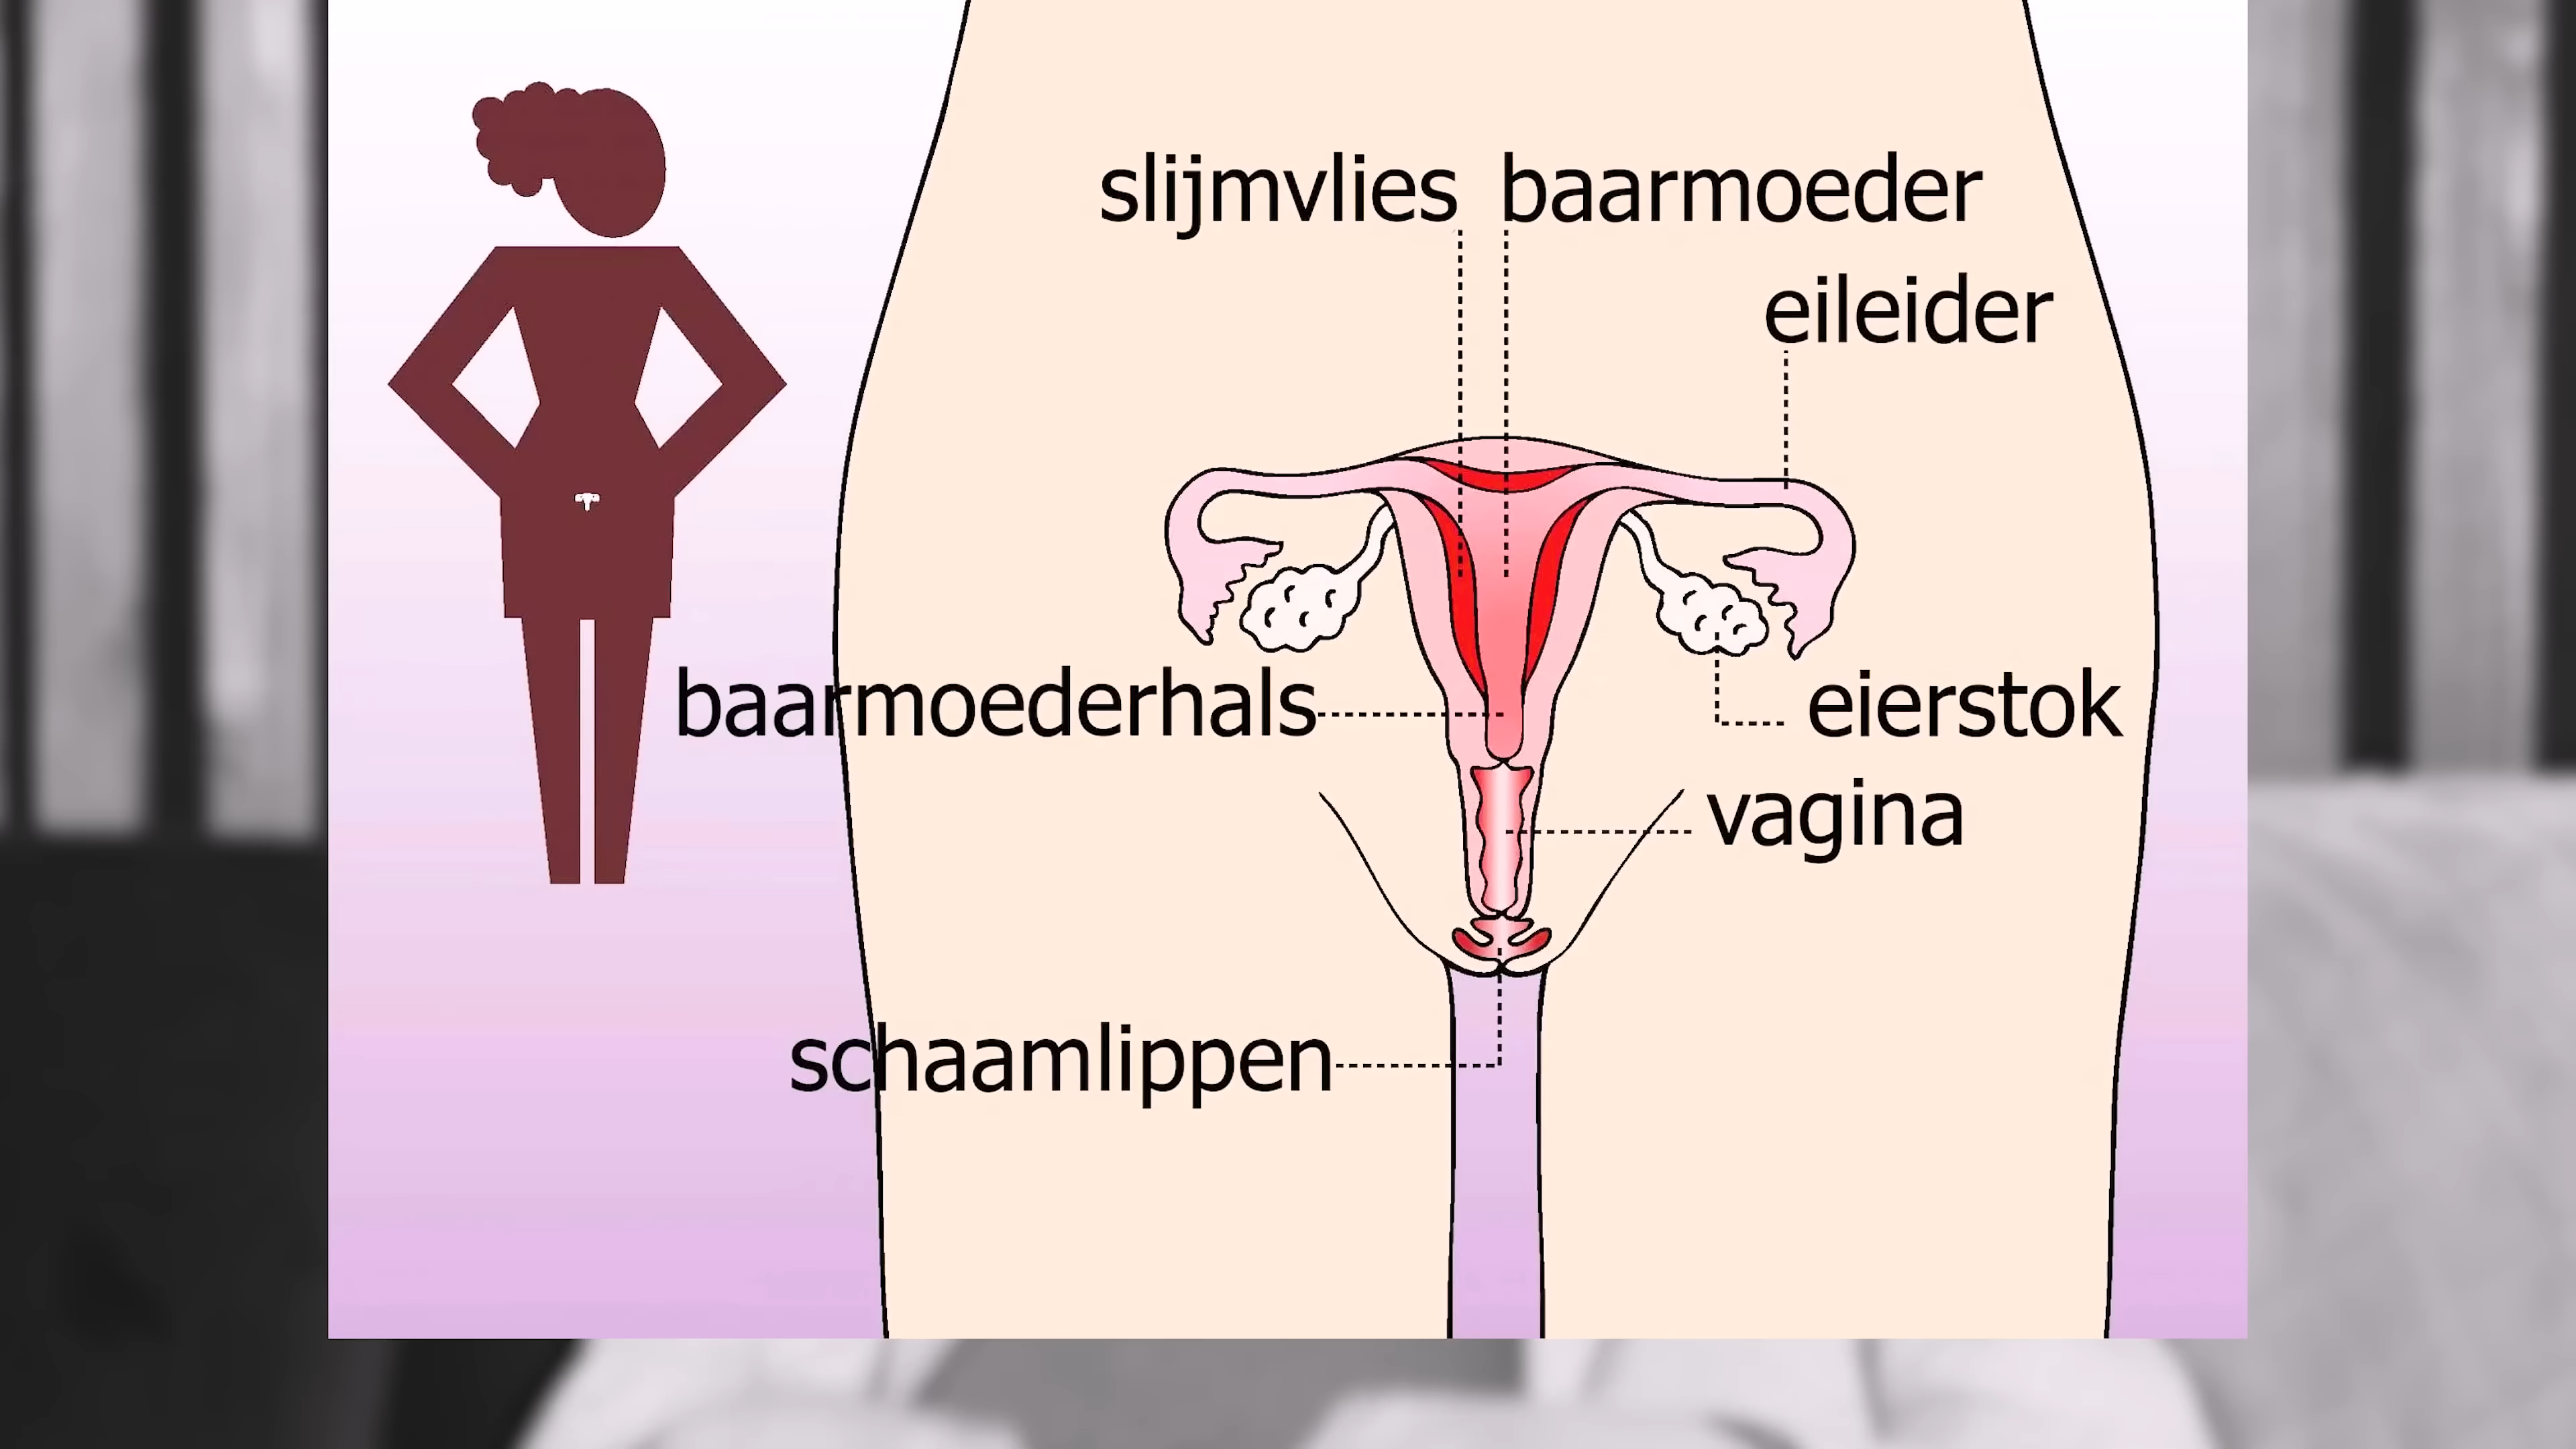 slijmvlies baarmoeder
eileider
baarmoederhals
eierstok
vagina
schaamlippen